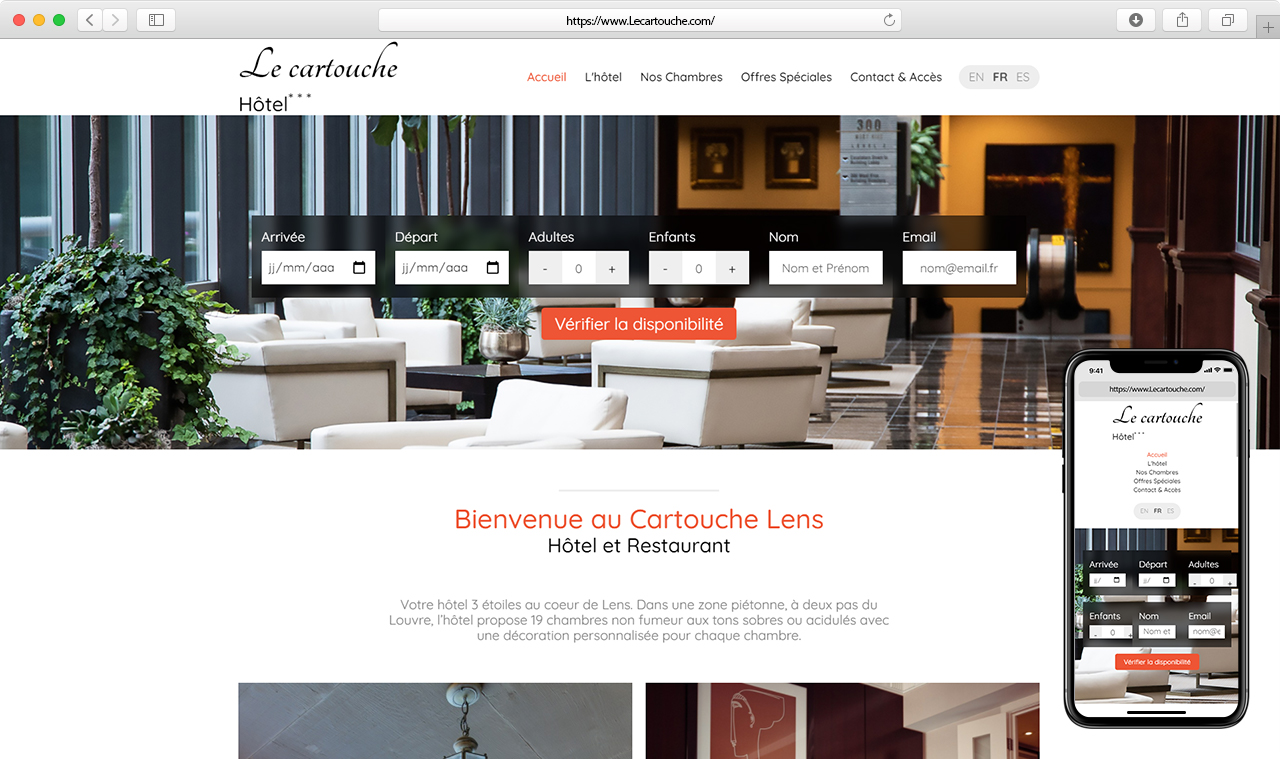 https://www.Lecartouche.com/
Le cartouche
Hôtel***
Accueil L'hôtel Nos Chambres Offres Spéciales Contact & Accès EN FR ES
300
Arrivée Départ Adultes Enfants Nom Email
jj/mm/aaa jj/mm/aaa - 0 + - 0 + Nom et Prénom nom@email.fr
Vérifier la disponibilité
Bienvenue au Cartouche Lens
Hôtel et Restaurant
Votre hôtel 3 étoiles au coeur de Lens. Dans une zone piétonne, à deux pas du
Louvre, l'hôtel propose 19 chambres non fumeur aux tons sobres ou acidulés avec
une décoration personnalisée pour chaque chambre.
9:41
https://www.Lecartouche.com/
Le cartouche
Hôtel***
Accueil
L'hôtel
Nos Chambres
Offres Spéciales
Contact & Accès
EN FR ES
Arrivée Départ Adultes
jj/ jj/ - 0 +
Enfants Nom Email
- 0 + Nom et nom@e
Vérifier la disponibilité